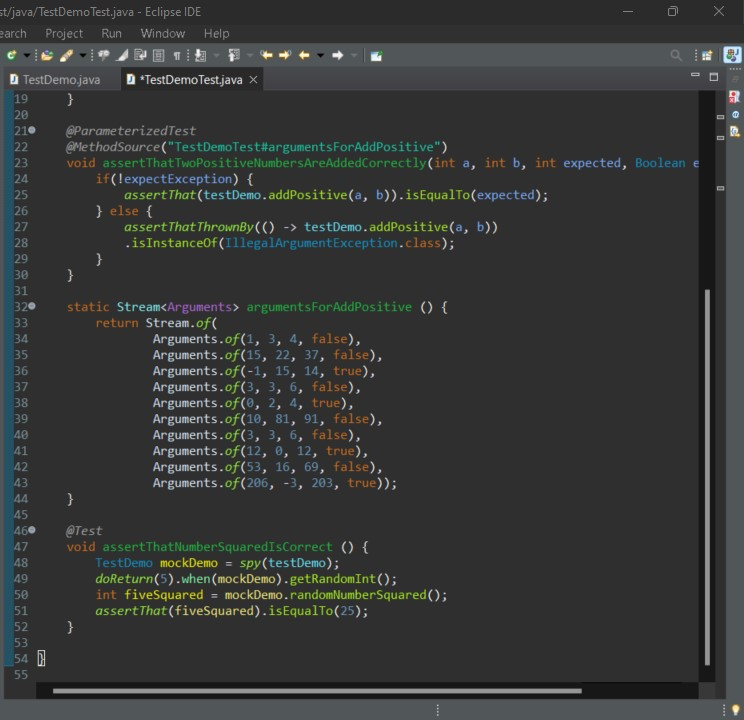 st/java/TestDemoTest.java - Eclipse IDE
earch Project Run Window Help
TestDemo.java *TestDemoTest.java
19 }
20
21 @ParameterizedTest
22 @MethodSource("TestDemoTest#argumentsForAddPositive")
23 void assertThatTwoPositiveNumbersAreAddedCorrectly(int a, int b, int expected, Boolean e
24 if(!expectException) {
25 assertThat(testDemo.addPositive(a, b)).isEqualTo(expected);
26 } else {
27 assertThatThrownBy(() -> testDemo.addPositive(a, b))
28 .isInstanceOf(IllegalArgumentException.class);
29 }
30 }
31
32 static Stream<Arguments> argumentsForAddPositive () {
33 return Stream.of(
34 Arguments.of(1, 3, 4, false),
35 Arguments.of(15, 22, 37, false),
36 Arguments.of(-1, 15, 14, true),
37 Arguments.of(3, 3, 6, false),
38 Arguments.of(0, 2, 4, true),
39 Arguments.of(10, 81, 91, false),
40 Arguments.of(3, 3, 6, false),
41 Arguments.of(12, 0, 12, true),
42 Arguments.of(53, 16, 69, false),
43 Arguments.of(206, -3, 203, true));
44 }
45
46 @Test
47 void assertThatNumberSquaredIsCorrect () {
48 TestDemo mockDemo = spy(testDemo);
49 doReturn(5).when(mockDemo).getRandomInt();
50 int fiveSquared = mockDemo.randomNumberSquared();
51 assertThat(fiveSquared).isEqualTo(25);
52 }
53
54 }
55